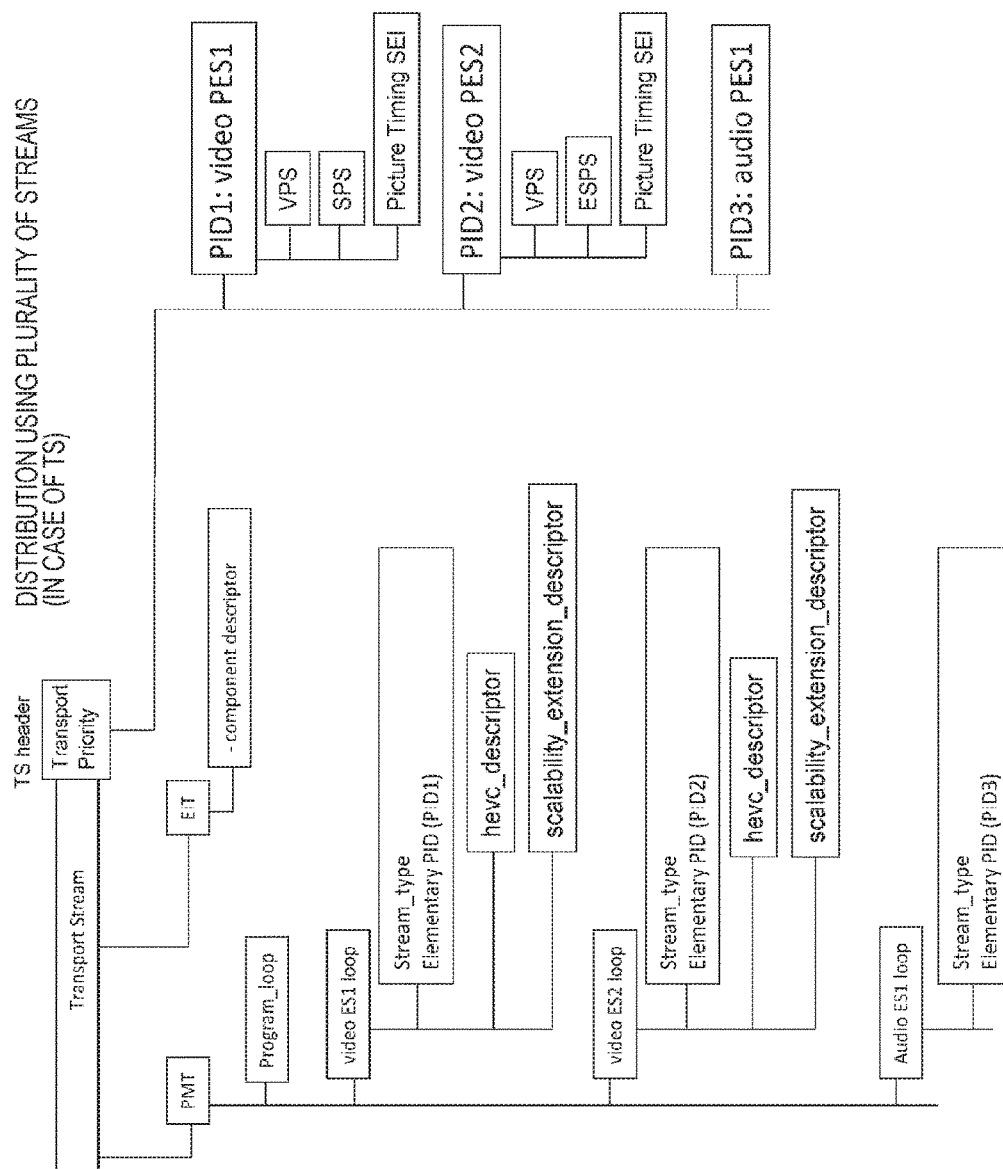 DISTRIBUTION USING PLURALITY OF STREAMS
(IN CASE OF TS)
TS header
Transport Stream
Transport
Priority
PMT
EIT
- component descriptor
Program_loop
video ES1 loop
Stream_type
Elementary PID (PID1)
hevc_descriptor
scalability_extension_descriptor
video ES2 loop
Stream_type
Elementary PID (PID2)
hevc_descriptor
scalability_extension_descriptor
Audio ES1 loop
Stream_type
Elementary PID (PID3)
PID1: video PES1
VPS
SPS
Picture Timing SEI
PID2: video PES2
VPS
ESPS
Picture Timing SEI
PID3: audio PES1